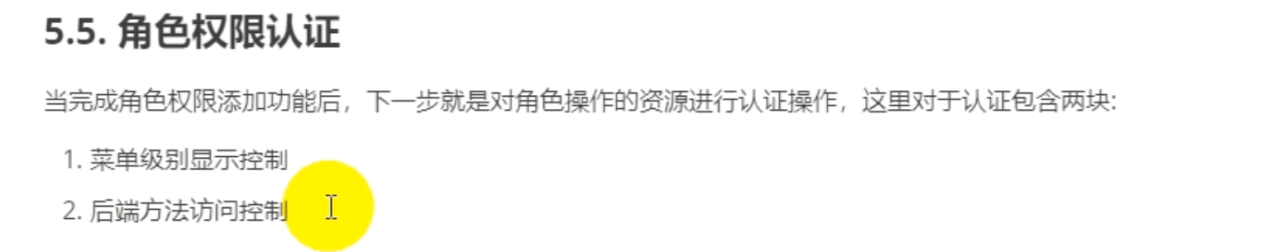 5.5. 角色权限认证
当完成角色权限添加功能后，下一步就是对角色操作的资源进行认证操作，这里对于认证包含两块:
1. 菜单级别显示控制
2. 后端方法访问控制